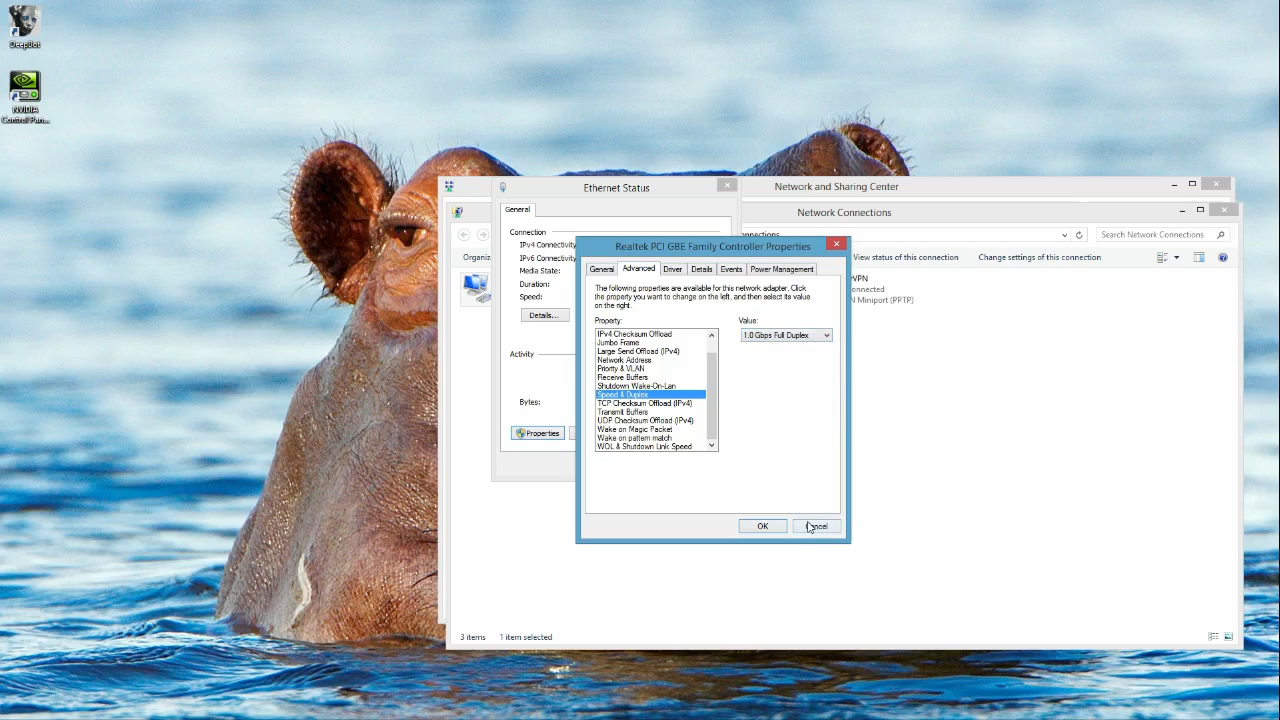 DeepBot
NVIDIA
Control Pan...
Network and Sharing Center
Ethernet Status
Network Connections
General
Connection
IPv4 Connectivity
IPv6 Connectivity
Media State:
Duration:
Speed:
Details...
Activity
Bytes:
Properties
Organiz
Search Network Connections
View status of this connection
Change settings of this connection
Realtek PCI GBE Family Controller Properties
General
Advanced
Driver
Details
Events
Power Management
The following properties are available for this network adapter. Click
the property you want to change on the left, and then select its value
on the right.
Property:
Value:
IPv4 Checksum Offload
Jumbo Frame
Large Send Offload (IPv4)
Network Address
Priority & VLAN
Receive Buffers
Shutdown Wake-On-Lan
Speed & Duplex
TCP Checksum Offload (IPv4)
Transmit Buffers
UDP Checksum Offload (IPv4)
Wake on Magic Packet
Wake on pattern match
WOL & Shutdown Link Speed
1.0 Gbps Full Duplex
OK
Cancel
VPN
onnected
N Miniport (PPTP)
3 items
1 item selected